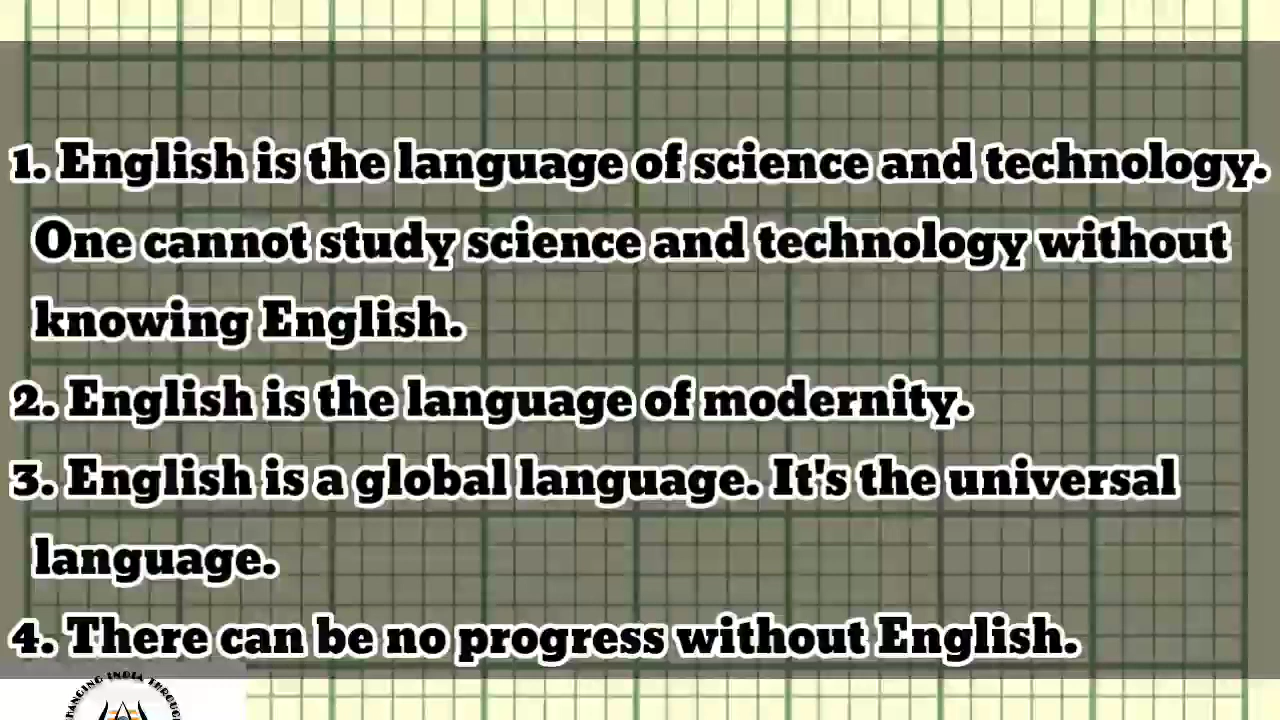 1. English is the language of science and technology.
One cannot study science and technology without
knowing English.
2. English is the language of modernity.
3. English is a global language. It's the universal
language.
4. There can be no progress without English.
INDIA